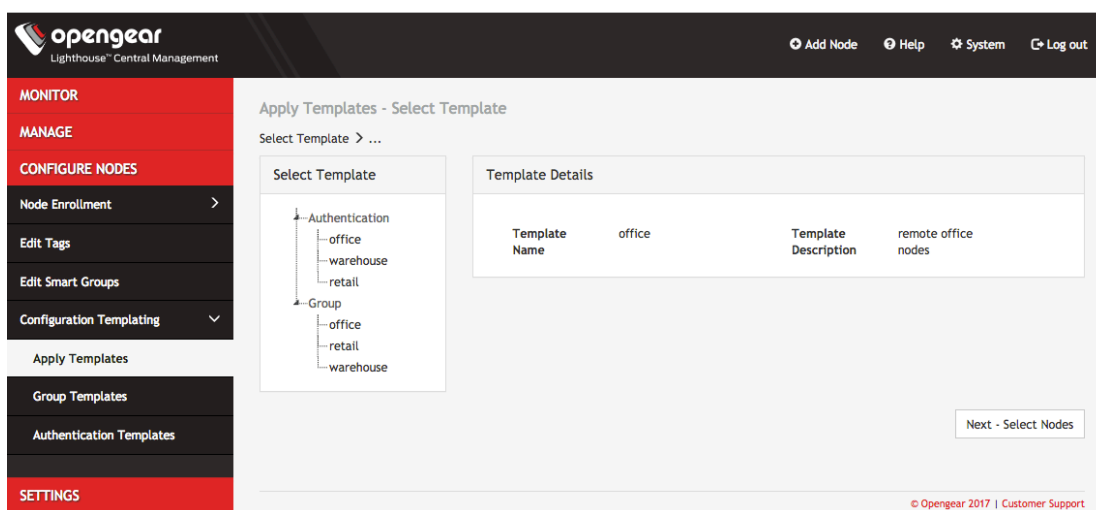 opengear
Lighthouse™ Central Management
Add Node
Help
System
Log out
MONITOR
MANAGE
CONFIGURE NODES
Node Enrollment
Edit Tags
Edit Smart Groups
Configuration Templating
Apply Templates
Group Templates
Authentication Templates
SETTINGS
Apply Templates - Select Template
Select Template > ...
Select Template
Authentication
office
warehouse
retail
Group
office
retail
warehouse
Template Details
Template
Name
office
Template
Description
remote office
nodes
Next - Select Nodes
© Opengear 2017 | Customer Support